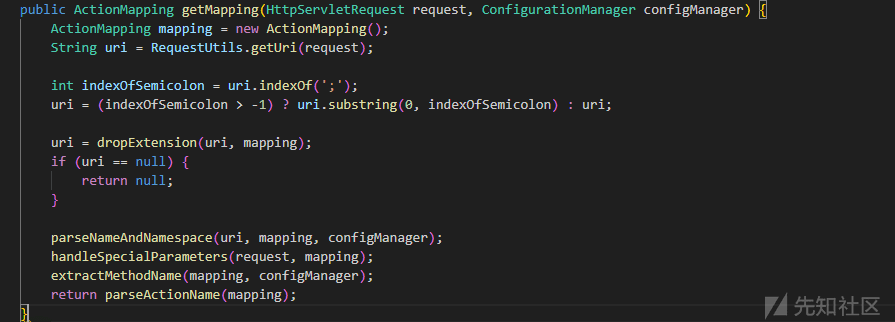 public ActionMapping getMapping(HttpServletRequest request, ConfigurationManager configManager) {
    ActionMapping mapping = new ActionMapping();
    String uri = RequestUtils.getUri(request);

    int indexOfSemicolon = uri.indexOf(';');
    uri = (indexOfSemicolon > -1) ? uri.substring(0, indexOfSemicolon) : uri;

    uri = dropExtension(uri, mapping);
    if (uri == null) {
        return null;
    }

    parseNameAndNamespace(uri, mapping, configManager);
    handleSpecialParameters(request, mapping);
    extractMethodName(mapping, configManager);
    return parseActionName(mapping);
}
先知社区